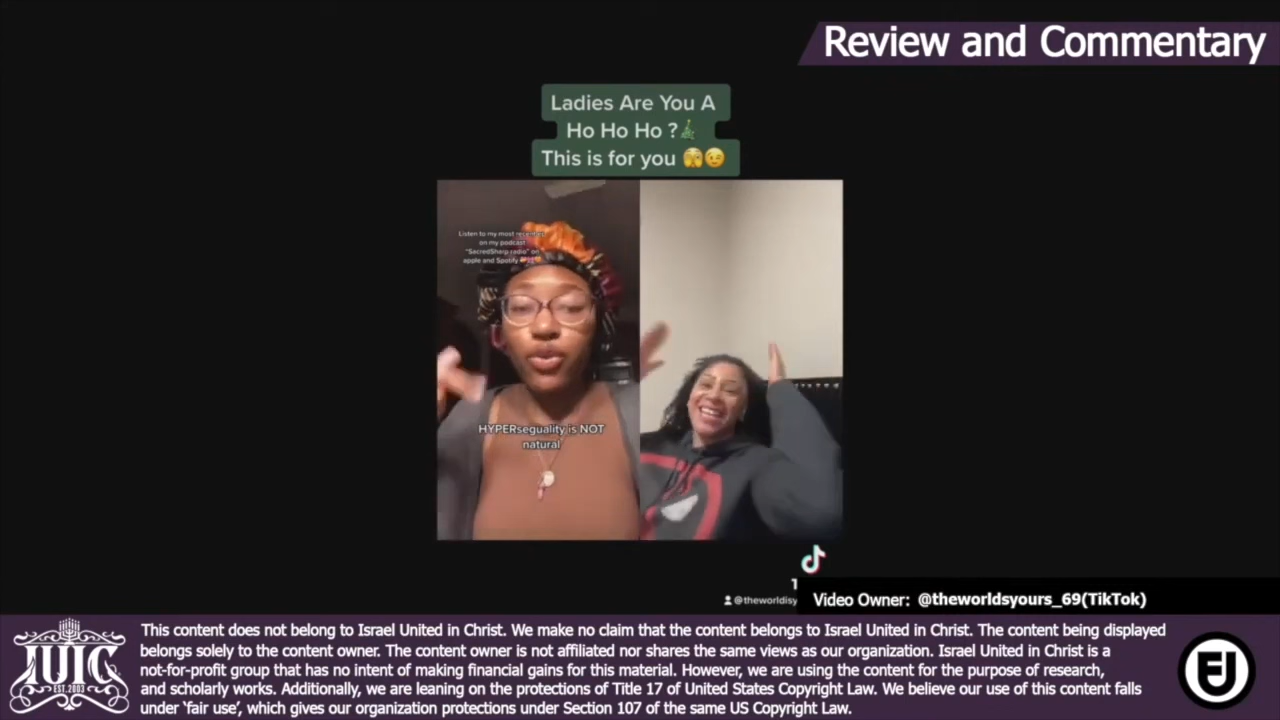 Review and Commentary
Ladies Are You A
Ho Ho Ho ?
This is for you
Listen to my most recent ep
on my podcast
"SacredSharp radio" on
apple and Spotify
HYPERseguality is NOT
natural
@theworldsy
Video Owner: @theworldsyours_69(TikTok)
This content does not belong to Israel United in Christ. We make no claim that the content belongs to Israel United in Christ. The content being displayed
belongs solely to the content owner. The content owner is not affiliated nor shares the same views as our organization. Israel United in Christ is a
not-for-profit group that has no intent of making financial gains for this material. However, we are using the content for the purpose of research,
and scholarly works. Additionally, we are leaning on the protections of Title 17 of United States Copyright Law. We believe our use of this content falls
under 'fair use', which gives our organization protections under Section 107 of the same US Copyright Law.
IUIC
EST. 2003